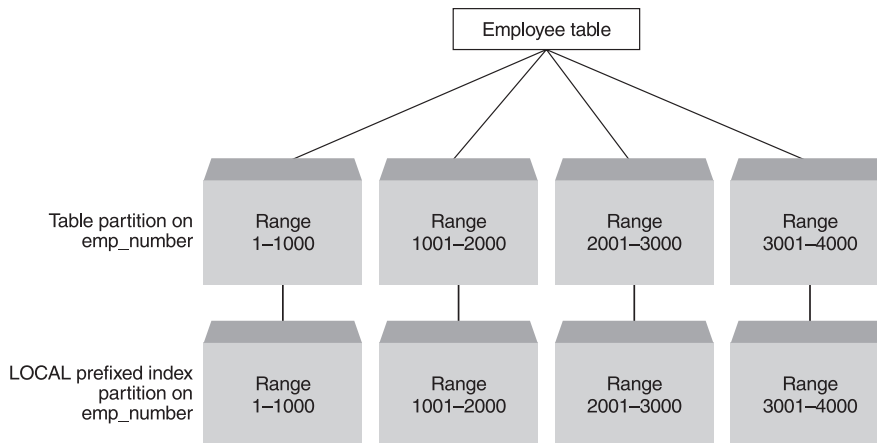 Employee table
Table partition on
emp_number
Range
1–1000
Range
1001–2000
Range
2001–3000
Range
3001–4000
LOCAL prefixed index
partition on
emp_number
Range
1–1000
Range
1001–2000
Range
2001–3000
Range
3001–4000